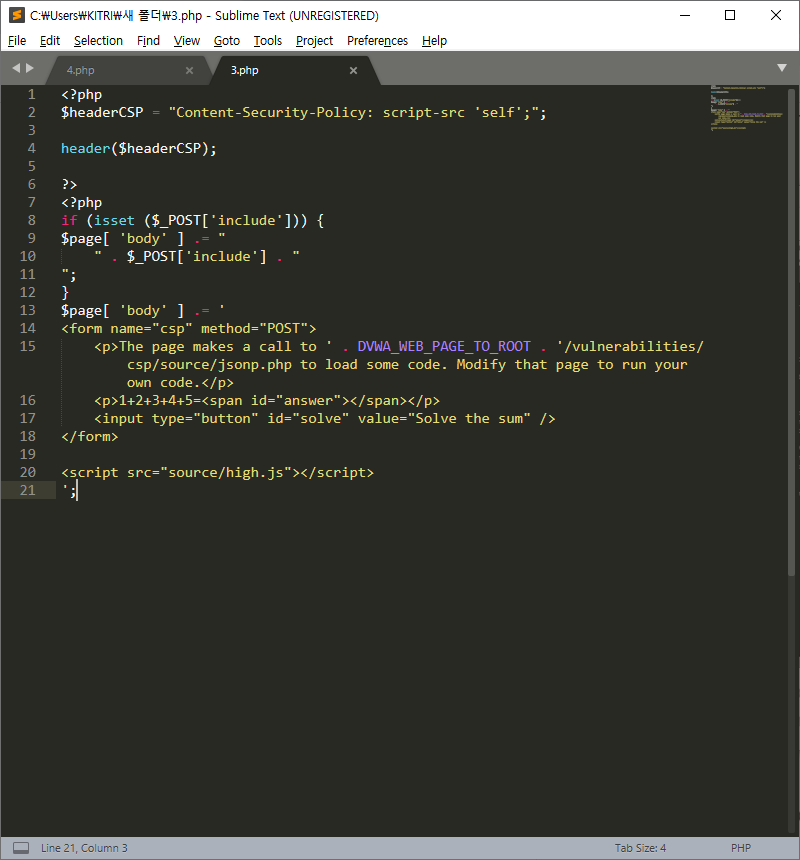 C:\Users\KITRI\새 폴더\3.php - Sublime Text (UNREGISTERED)
File Edit Selection Find View Goto Tools Project Preferences Help
4.php 3.php
1 <?php
2 $headerCSP = "Content-Security-Policy: script-src 'self';";
3
4 header($headerCSP);
5
6 ?>
7 <?php
8 if (isset ($_POST['include'])) {
9 $page[ 'body' ] .= "
10     " . $_POST['include'] . "
11 ";
12 }
13 $page[ 'body' ] .= '
14 <form name="csp" method="POST">
15     <p>The page makes a call to ' . DVWA_WEB_PAGE_TO_ROOT . '/vulnerabilities/
csp/source/jsonp.php to load some code. Modify that page to run your
own code.</p>
16     <p>1+2+3+4+5=<span id="answer"></span></p>
17     <input type="button" id="solve" value="Solve the sum" />
18 </form>
19
20 <script src="source/high.js"></script>
21 ';
Line 21, Column 3 Tab Size: 4 PHP